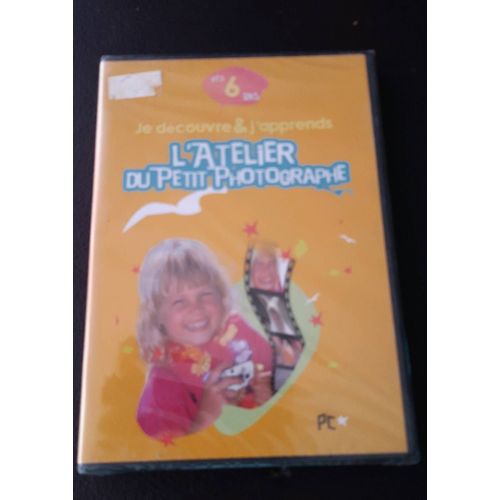 dès
6
ans
Je découvre & j'apprends
L'ATELIER
DU PETIT PHOTOGRAPHE
PC